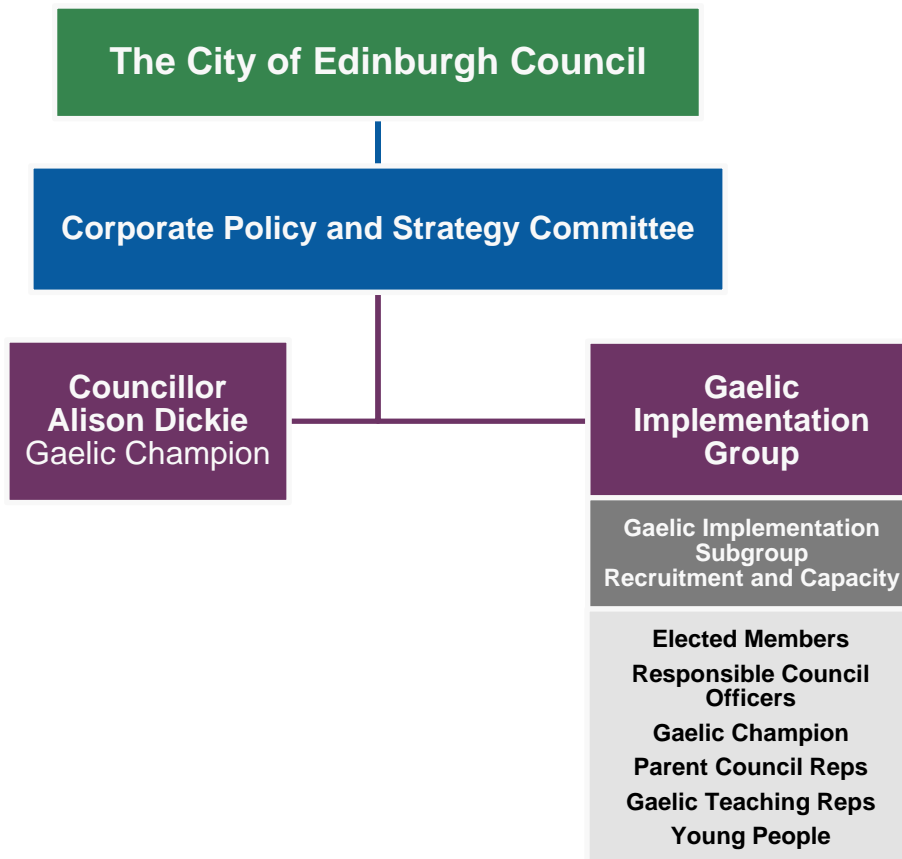 The City of Edinburgh Council
Corporate Policy and Strategy Committee
Councillor
Alison Dickie
Gaelic Champion
Gaelic
Implementation
Group
Gaelic Implementation
Subgroup
Recruitment and Capacity
Elected Members
Responsible Council
Officers
Gaelic Champion
Parent Council Reps
Gaelic Teaching Reps
Young People